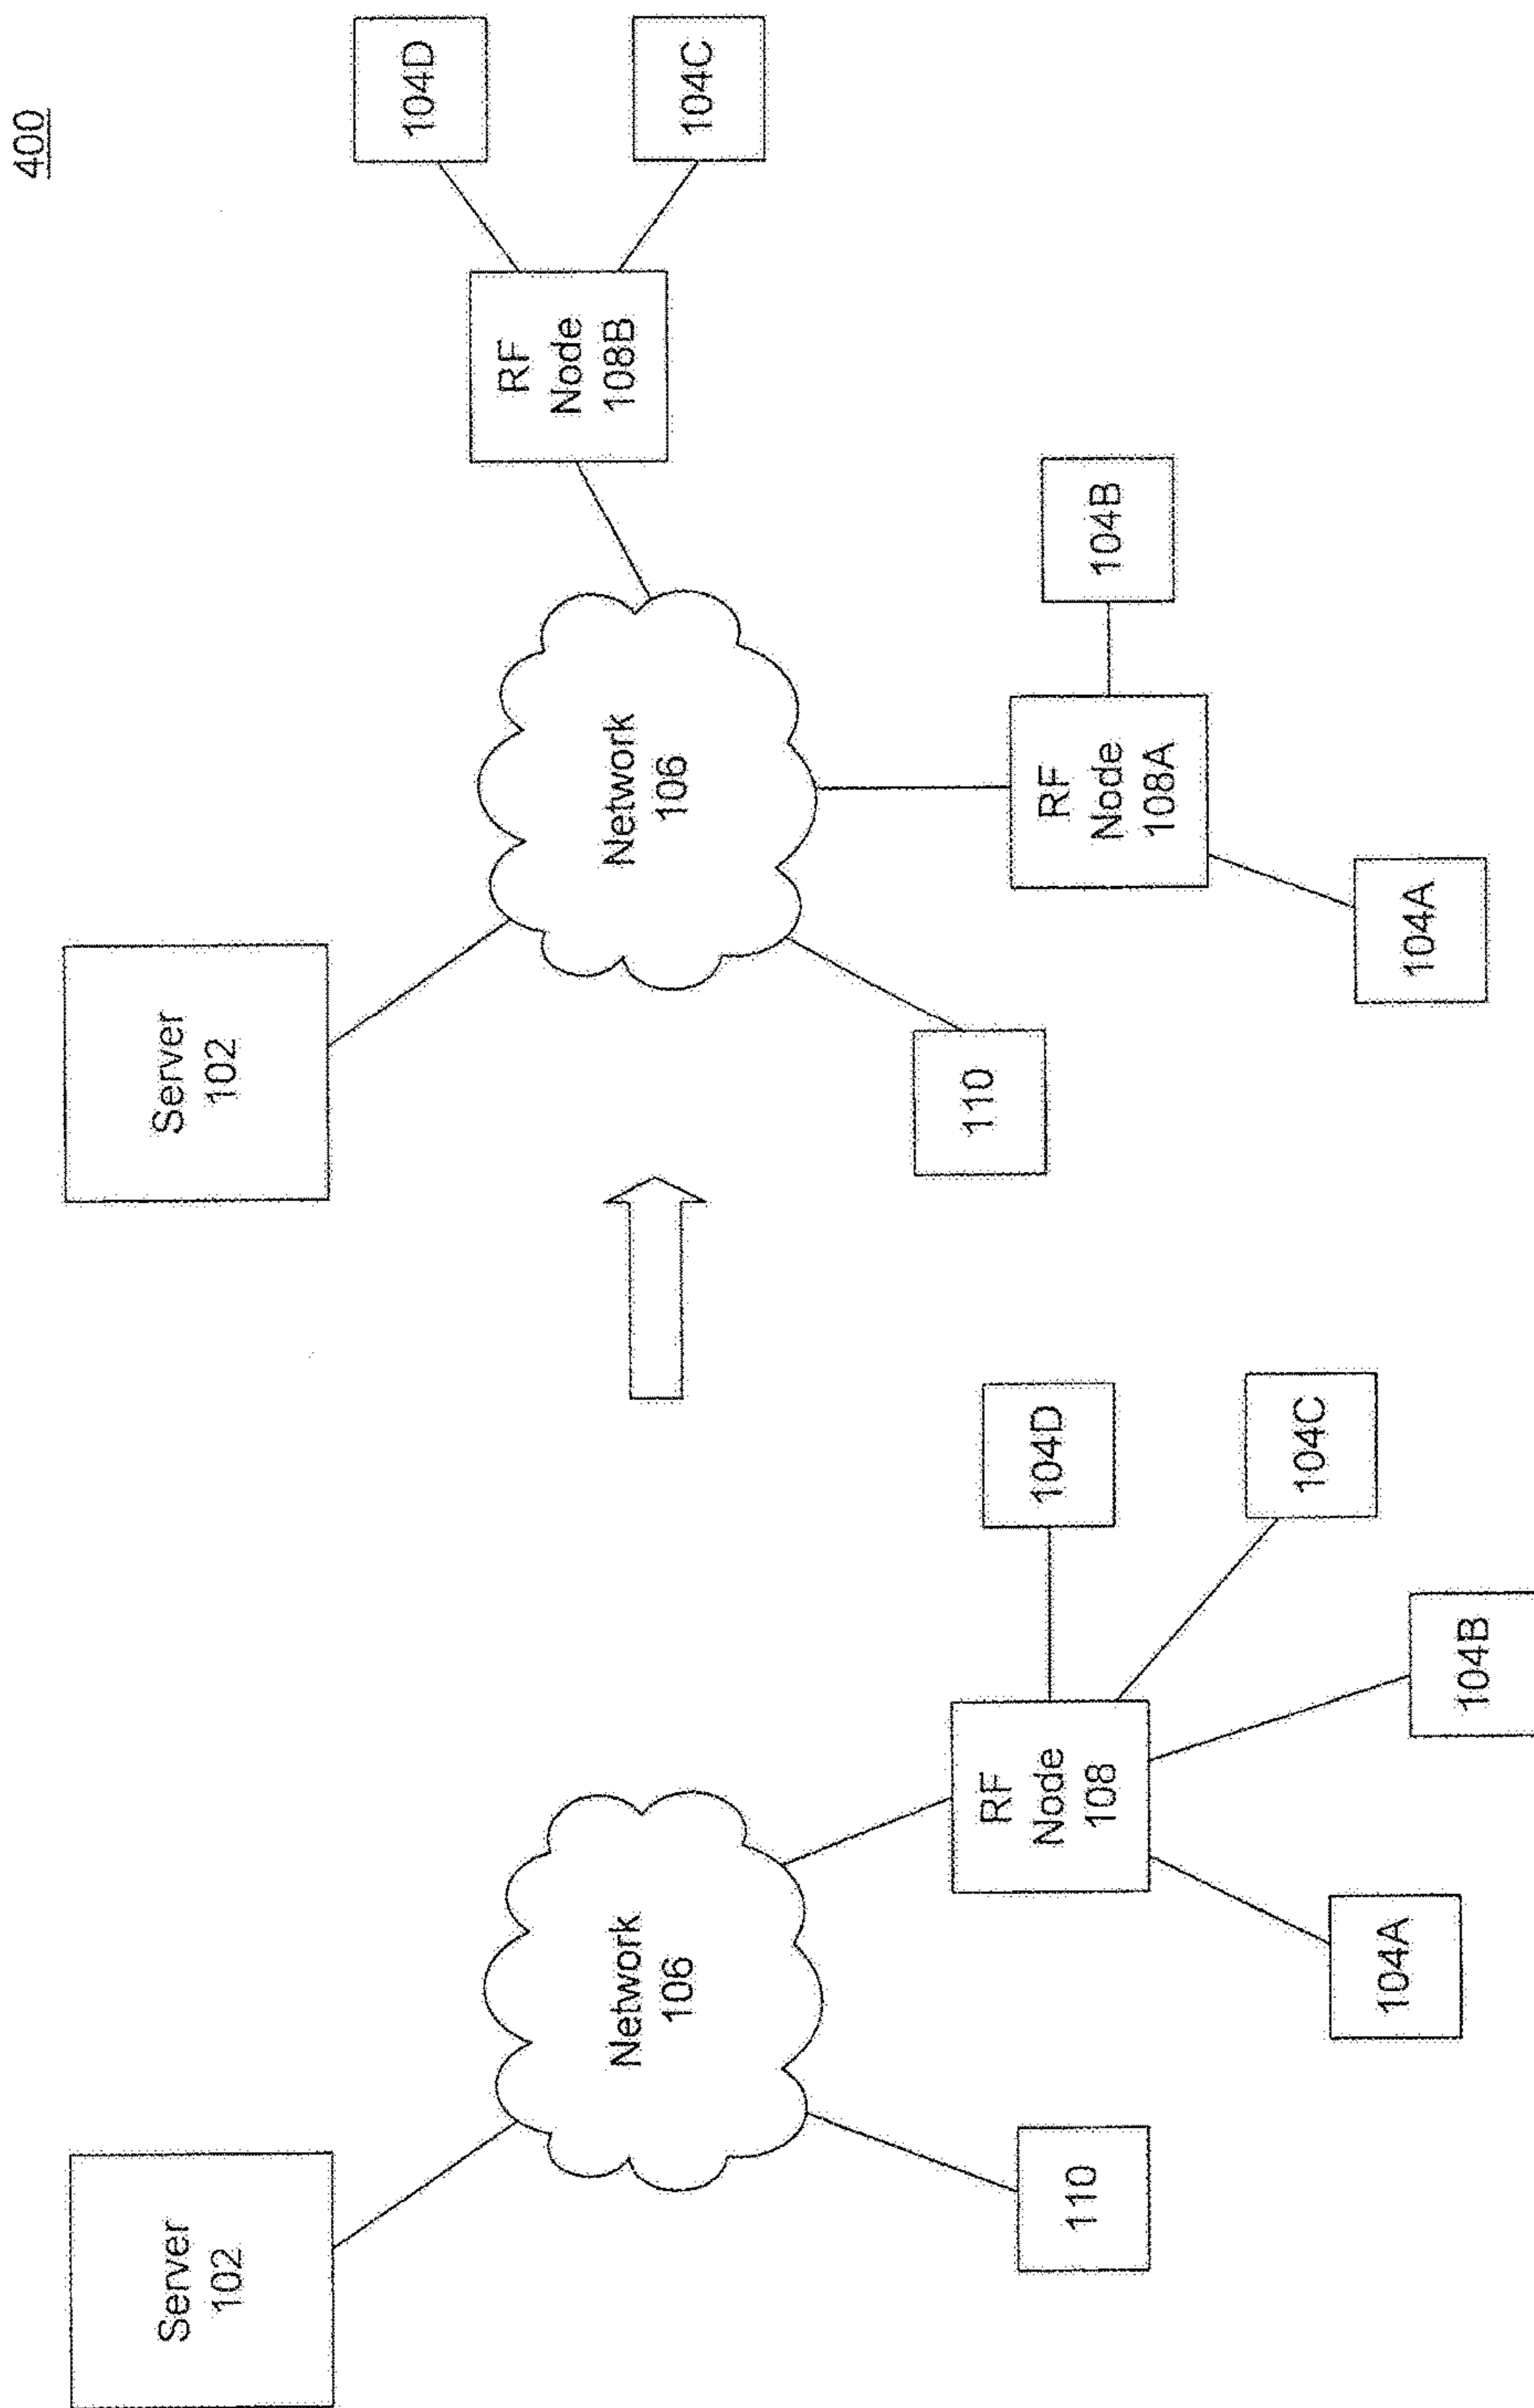 400
Server
102
Network
106
110
RF
Node
108
104A
104B
104C
104D
Server
102
Network
106
110
RF
Node
108A
104A
104B
RF
Node
108B
104D
104C